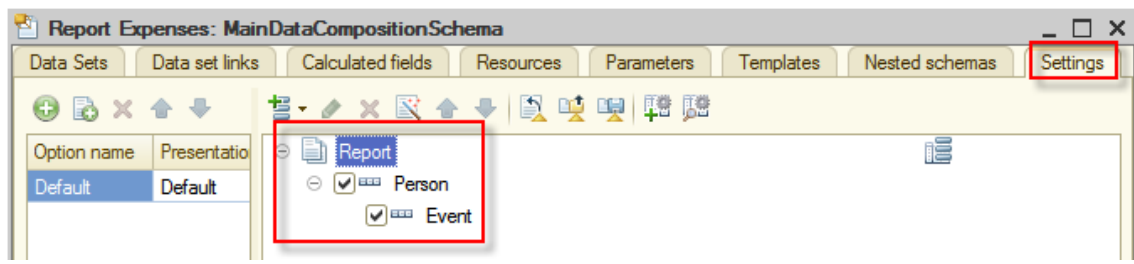 Report Expenses: MainDataCompositionSchema
Data Sets Data set links Calculated fields Resources Parameters Templates Nested schemas Settings
Option name Presentatio
Report
Default Default
Person
Event